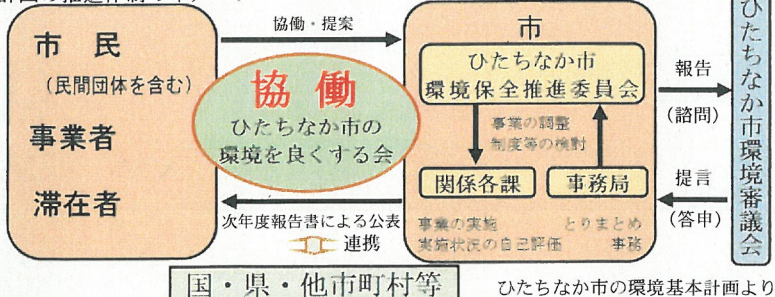 協働・提案
市民
(民間団体を含む)
事業者
滞在者
協働
ひたちなか市の
環境を良くする会
次年度報告書による公表
連携
市
ひたちなか市
環境保全推進委員会
事業の調整
制度等の検討
関係各課
事務局
事業の実施
実施状況の自己評価
とりまとめ
事務
報告
(諮問)
提言
(答申)
ひたちなか市環境審議会
国・県・他市町村等
ひたちなか市の環境基本計画より